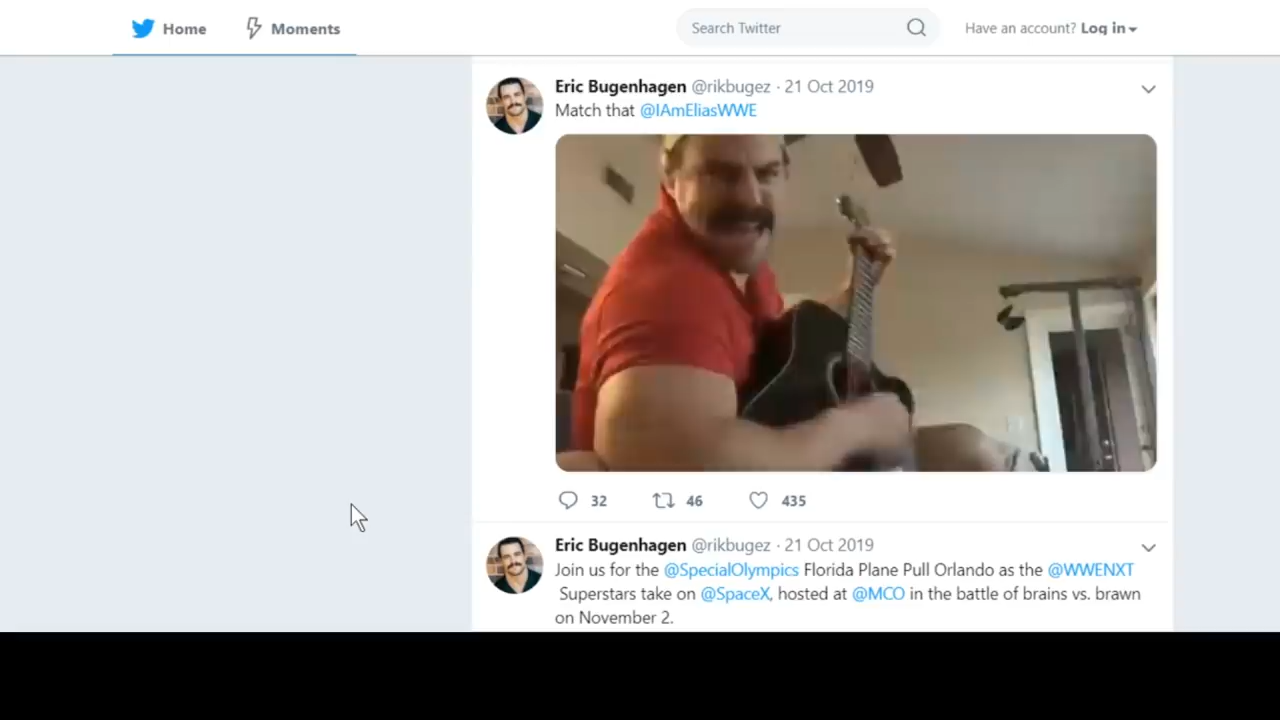 Home Moments Search Twitter Have an account? Log in
Eric Bugenhagen @rikbugez · 21 Oct 2019
Match that @IAmEliasWWE
32 46 435
Eric Bugenhagen @rikbugez · 21 Oct 2019
Join us for the @SpecialOlympics Florida Plane Pull Orlando as the @WWENXT
Superstars take on @SpaceX, hosted at @MCO in the battle of brains vs. brawn
on November 2.